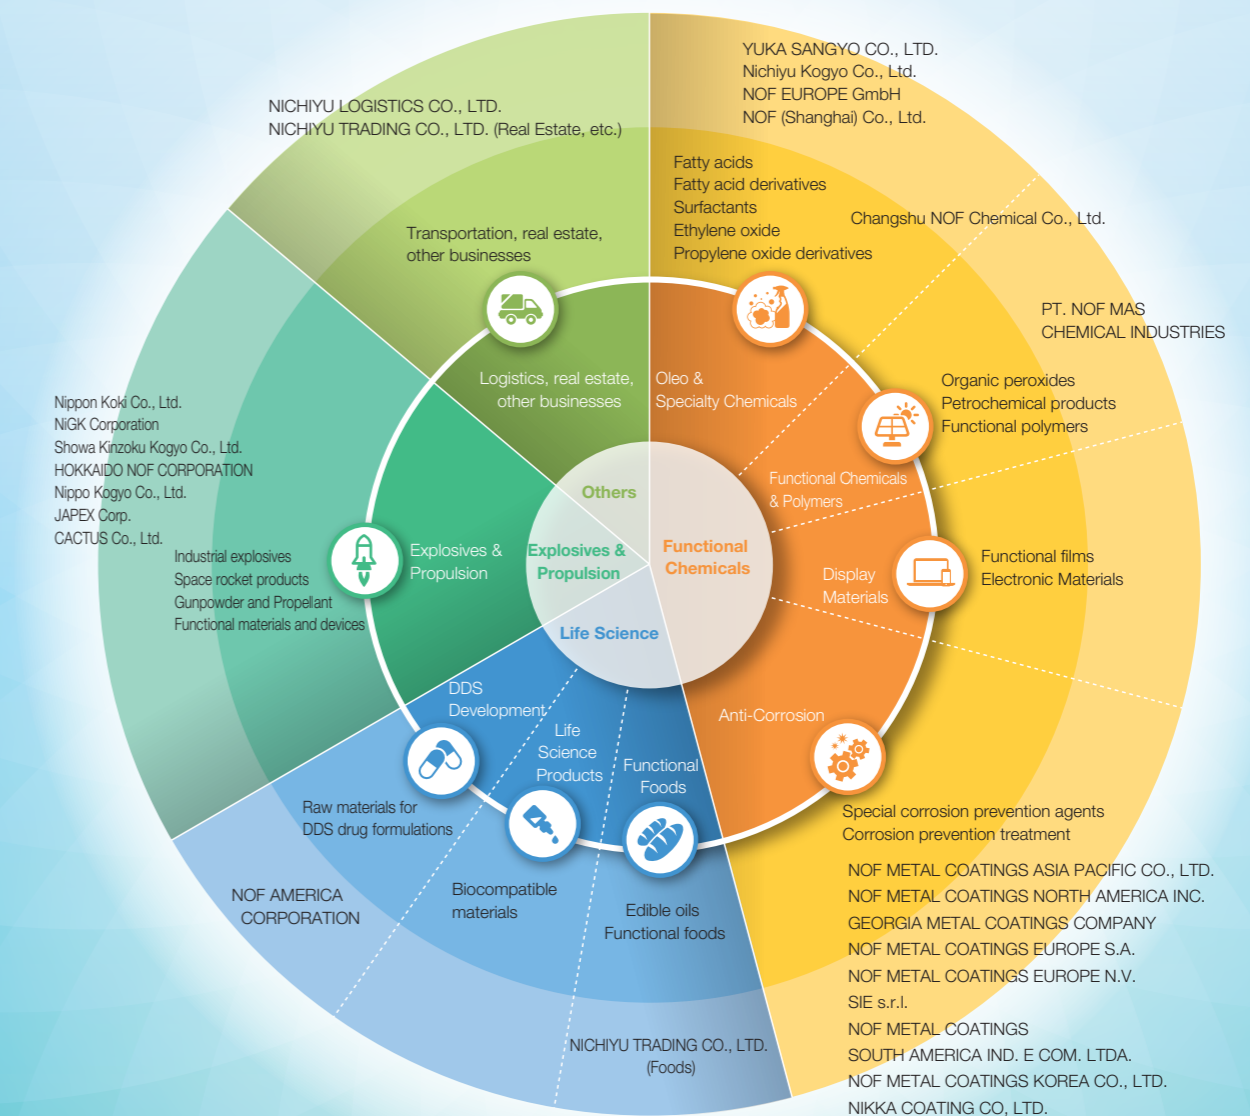 YUKA SANGYO CO., LTD.
Nichiyu Kogyo Co., Ltd.
NOF EUROPE GmbH
NOF (Shanghai) Co., Ltd.
NICHIYU LOGISTICS CO., LTD.
NICHIYU TRADING CO., LTD. (Real Estate, etc.)
Fatty acids
Fatty acid derivatives
Surfactants
Ethylene oxide
Propylene oxide derivatives
Changshu NOF Chemical Co., Ltd.
Transportation, real estate,
other businesses
PT. NOF MAS
CHEMICAL INDUSTRIES
Logistics, real estate,
other businesses
Oleo &
Specialty Chemicals
Organic peroxides
Petrochemical products
Functional polymers
Nippon Koki Co., Ltd.
NiGK Corporation
Showa Kinzoku Kogyo Co., Ltd.
HOKKAIDO NOF CORPORATION
Nippo Kogyo Co., Ltd.
JAPEX Corp.
CACTUS Co., Ltd.
Functional Chemicals
& Polymers
Others
Explosives &
Propulsion
Functional
Chemicals
Life Science
Industrial explosives
Space rocket products
Gunpowder and Propellant
Functional materials and devices
Explosives &
Propulsion
Display
Materials
Functional films
Electronic Materials
DDS
Development
Life
Science
Products
Functional
Foods
Anti-Corrosion
Raw materials for
DDS drug formulations
Special corrosion prevention agents
Corrosion prevention treatment
NOF AMERICA
CORPORATION
Biocompatible
materials
Edible oils
Functional foods
NOF METAL COATINGS ASIA PACIFIC CO., LTD.
NOF METAL COATINGS NORTH AMERICA INC.
GEORGIA METAL COATINGS COMPANY
NOF METAL COATINGS EUROPE S.A.
NOF METAL COATINGS EUROPE N.V.
SIE s.r.l.
NOF METAL COATINGS
SOUTH AMERICA IND. E COM. LTDA.
NOF METAL COATINGS KOREA CO., LTD.
NIKKA COATING CO, LTD.
NICHIYU TRADING CO., LTD.
(Foods)